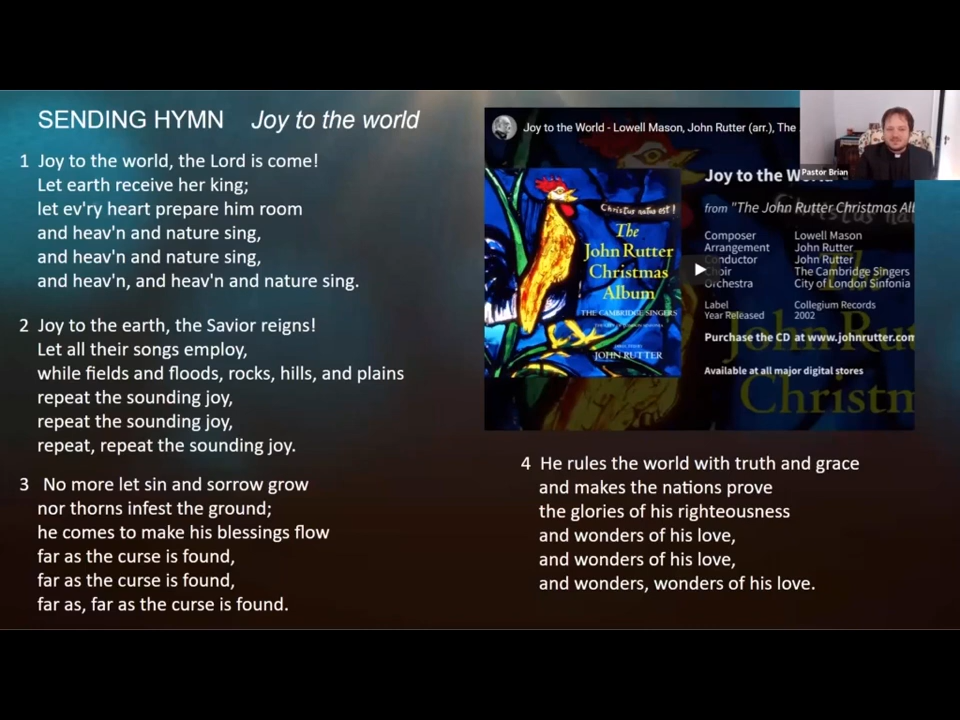 SENDING HYMN Joy to the world
1 Joy to the world, the Lord is come!
Let earth receive her king;
let ev'ry heart prepare him room
and heav'n and nature sing,
and heav'n and nature sing,
and heav'n, and heav'n and nature sing.
2 Joy to the earth, the Savior reigns!
Let all their songs employ,
while fields and floods, rocks, hills, and plains
repeat the sounding joy,
repeat the sounding joy,
repeat, repeat the sounding joy.
3 No more let sin and sorrow grow
nor thorns infest the ground;
he comes to make his blessings flow
far as the curse is found,
far as the curse is found,
far as, far as the curse is found.
Joy to the World - Lowell Mason, John Rutter (arr.), The
Pastor Brian
Christus natus est!
The
John Rutter
Christmas
Album
THE CAMBRIDGE SINGERS
JOHN RUTTER
Joy to the
from "The John Rutter Christmas Al
Composer Lowell Mason
Arrangement John Rutter
Conductor John Rutter
Choir The Cambridge Singers
Orchestra City of London Sinfonia
Label Collegium Records
Year Released 2002
Purchase the CD at www.johnrutter.com
Available at all major digital stores
John Rut
Christm
4 He rules the world with truth and grace
and makes the nations prove
the glories of his righteousness
and wonders of his love,
and wonders of his love,
and wonders, wonders of his love.